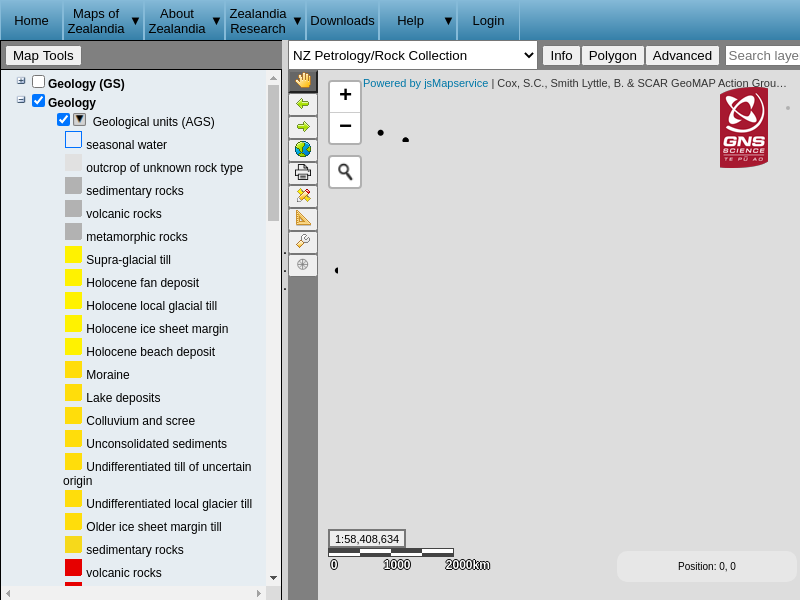 Home
Maps of Zealandia ▼
About Zealandia ▼
Zealandia Research ▼
Downloads
Help ▼
Login
Map Tools
NZ Petrology/Rock Collection
Info
Polygon
Advanced
Search laye
Geology (GS)
Geology
Geological units (AGS)
seasonal water
outcrop of unknown rock type
sedimentary rocks
volcanic rocks
metamorphic rocks
Supra-glacial till
Holocene fan deposit
Holocene local glacial till
Holocene ice sheet margin
Holocene beach deposit
Moraine
Lake deposits
Colluvium and scree
Unconsolidated sediments
Undifferentiated till of uncertain
origin
Undifferentiated local glacier till
Older ice sheet margin till
sedimentary rocks
volcanic rocks
+
−
Powered by jsMapservice | Cox, S.C., Smith Lyttle, B. & SCAR GeoMAP Action Grou…
GNS
SCIENCE
TE PŪ AO
1:58,408,634
0 1000 2000km
Position: 0, 0